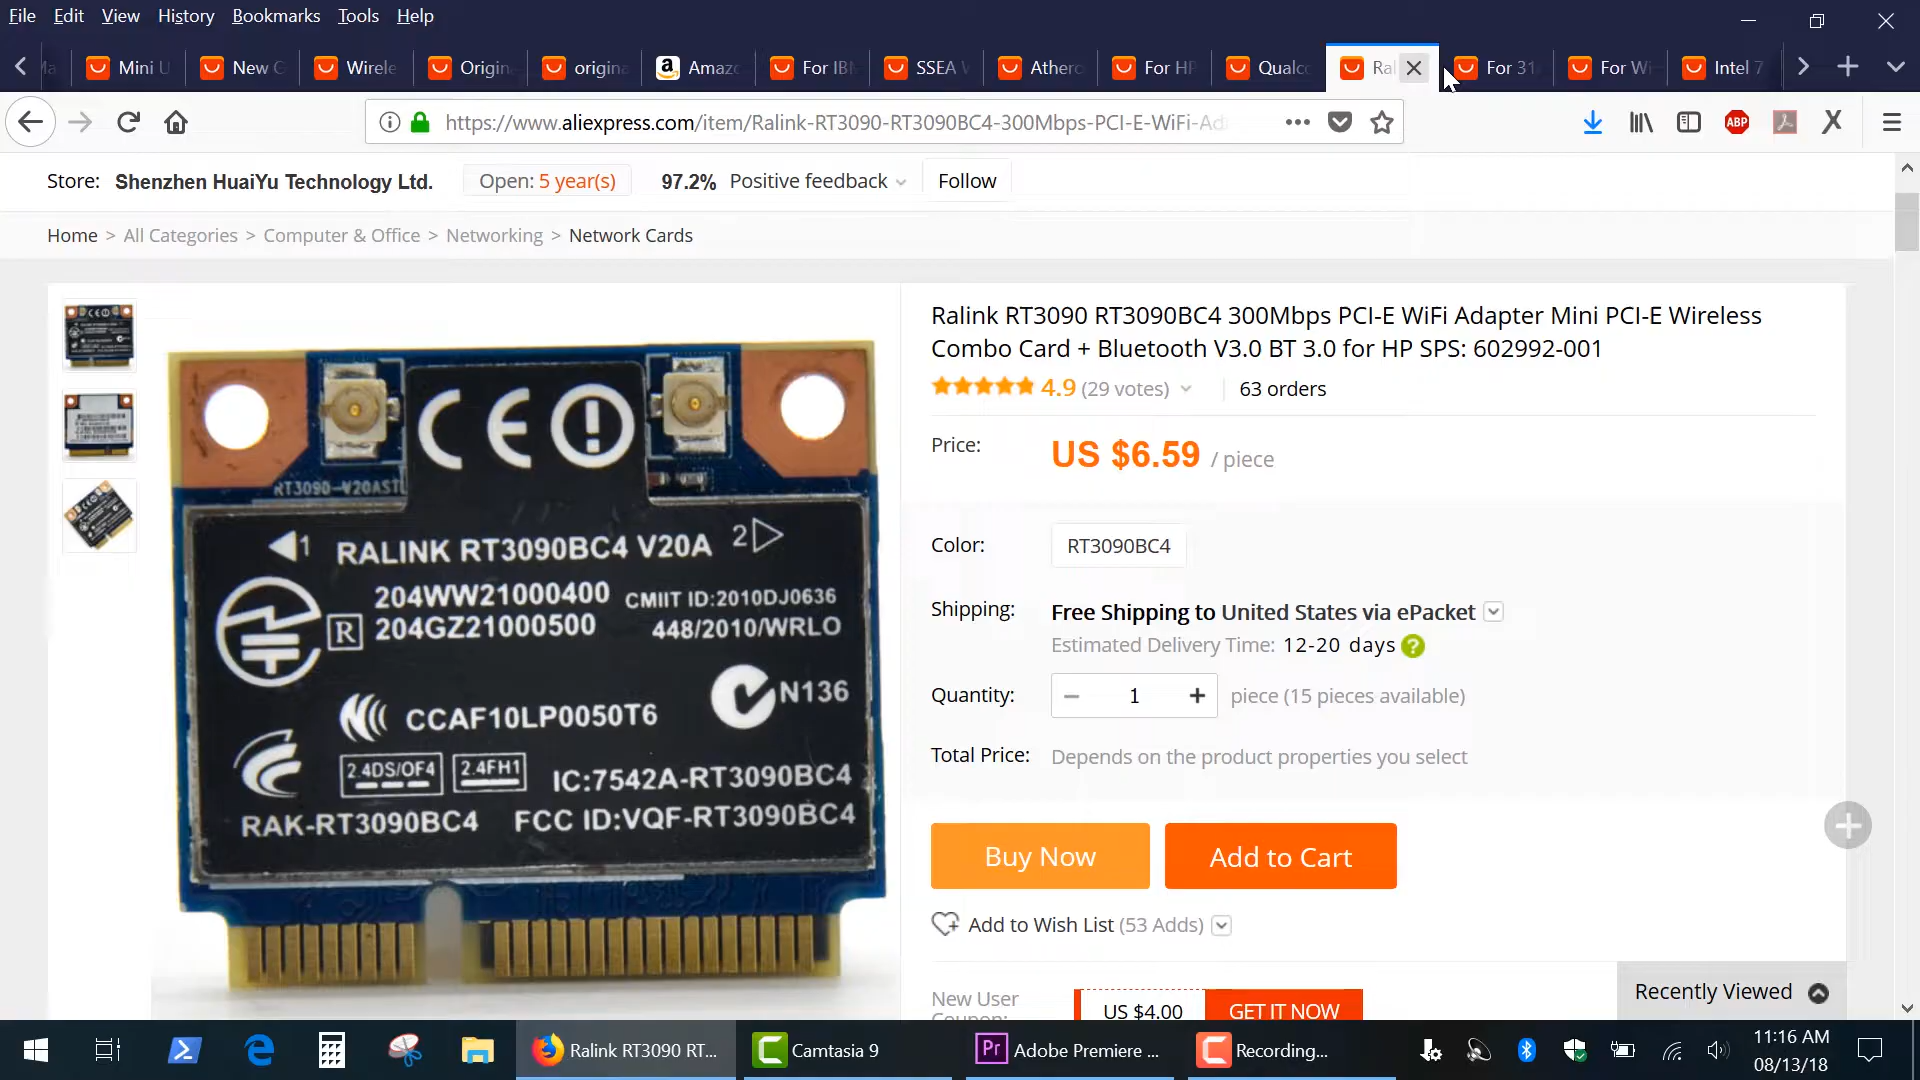 File Edit View History Bookmarks Tools Help
Mini U
New C
Wirele
Origin
origina
Amazo
For IBM
SSEA W
Athero
For HP
Qualco
Ral
For 31
For Wi
Intel 7
https://www.aliexpress.com/item/Ralink-RT3090-RT3090BC4-300Mbps-PCI-E-WiFi-Ad
ABP
Store: Shenzhen HuaiYu Technology Ltd. Open: 5 year(s) 97.2% Positive feedback Follow
Home > All Categories > Computer & Office > Networking > Network Cards
Ralink RT3090 RT3090BC4 300Mbps PCI-E WiFi Adapter Mini PCI-E Wireless
Combo Card + Bluetooth V3.0 BT 3.0 for HP SPS: 602992-001
4.9 (29 votes) 63 orders
Price: US $6.59 / piece
Color: RT3090BC4
Shipping: Free Shipping to United States via ePacket
Estimated Delivery Time: 12-20 days
Quantity: 1 piece (15 pieces available)
Total Price: Depends on the product properties you select
Buy Now Add to Cart
Add to Wish List (53 Adds)
New User
Coupon:
US $4.00 GET IT NOW
Recently Viewed
CE
RT3090-V20AST
1 RALINK RT3090BC4 V20A 2
204WW21000400 CMIIT ID:2010DJ0636
R 204GZ21000500 448/2010/WRLO
N136
CCAF10LP0050T6
2.4DS/OF4 2.4FH1 IC:7542A-RT3090BC4
RAK-RT3090BC4 FCC ID:VQF-RT3090BC4
Ralink RT3090 RT...
Camtasia 9
Pr Adobe Premiere ...
Recording...
11:16 AM
08/13/18